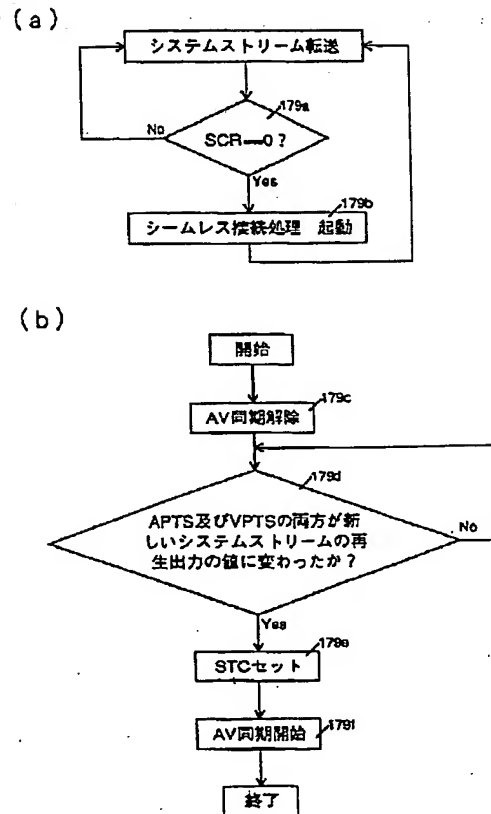 (a)
システムストリーム転送
179a
No
SCR==0?
Yes
179b
シームレス接続処理 起動
(b)
開始
179c
AV同期解除
179d
APTS及びVPTSの両方が新
しいシステムストリームの再
生出力の値に変わったか?
No
Yes
179e
STCセット
179f
AV同期開始
終了